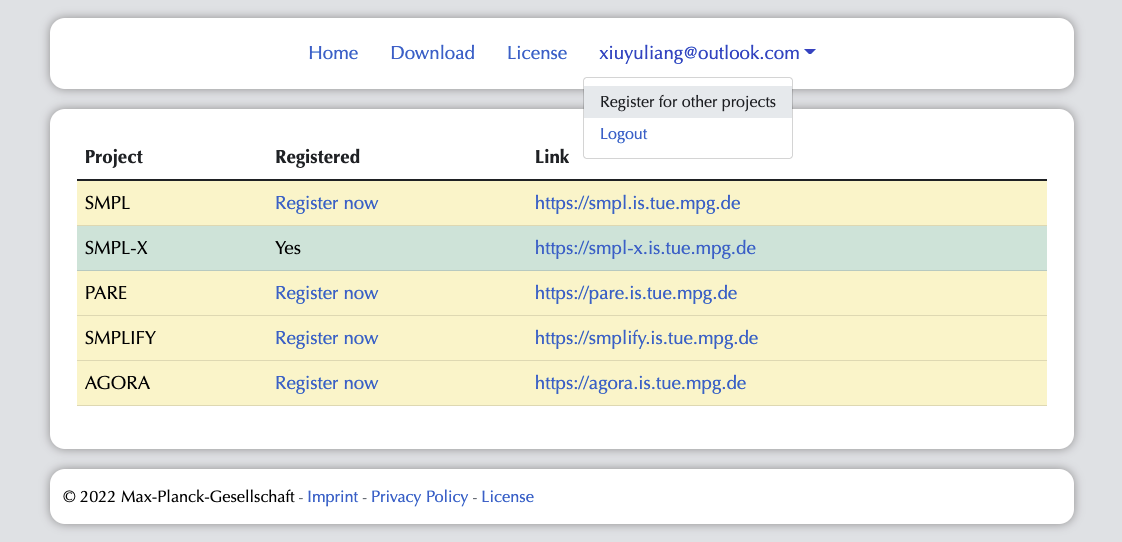 Home Download License xiuyuliang@outlook.com
Register for other projects
Logout
Project Registered Link
SMPL Register now https://smpl.is.tue.mpg.de
SMPL-X Yes https://smpl-x.is.tue.mpg.de
PARE Register now https://pare.is.tue.mpg.de
SMPLIFY Register now https://smplify.is.tue.mpg.de
AGORA Register now https://agora.is.tue.mpg.de
© 2022 Max-Planck-Gesellschaft - Imprint - Privacy Policy - License